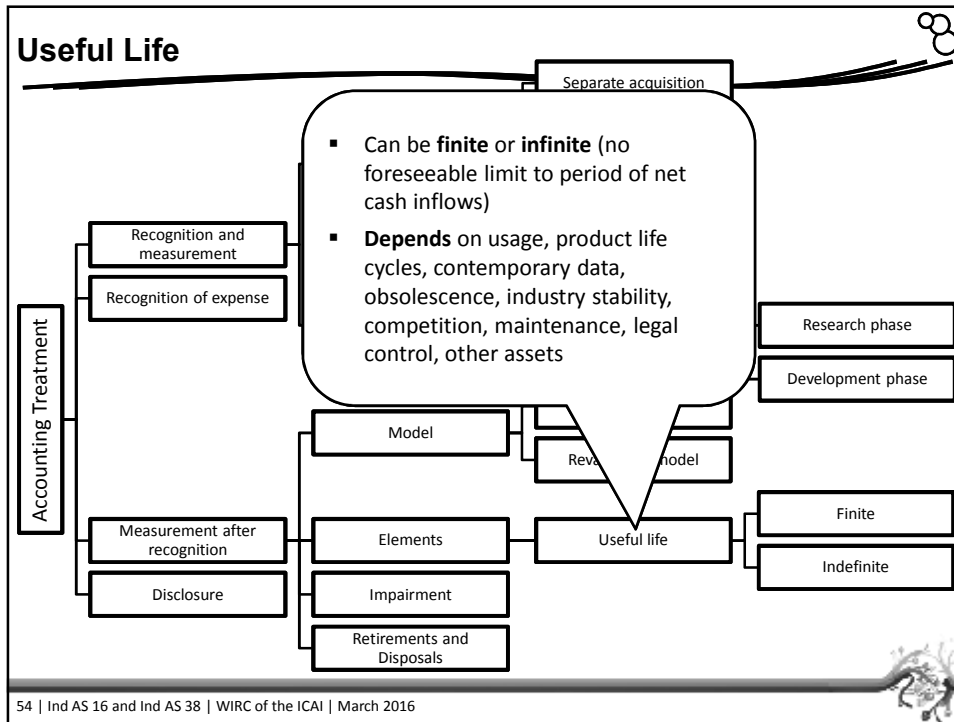 Useful Life
Separate acquisition
▪ Can be finite or infinite (no
foreseeable limit to period of net
cash inflows)
▪ Depends on usage, product life
cycles, contemporary data,
obsolescence, industry stability,
competition, maintenance, legal
control, other assets
Accounting Treatment
Recognition and
measurement
Recognition of expense
Research phase
Development phase
Model
model
Measurement after
recognition
Elements
Useful life
Finite
Indefinite
Disclosure
Impairment
Retirements and
Disposals
54 | Ind AS 16 and Ind AS 38 | WIRC of the ICAI | March 2016